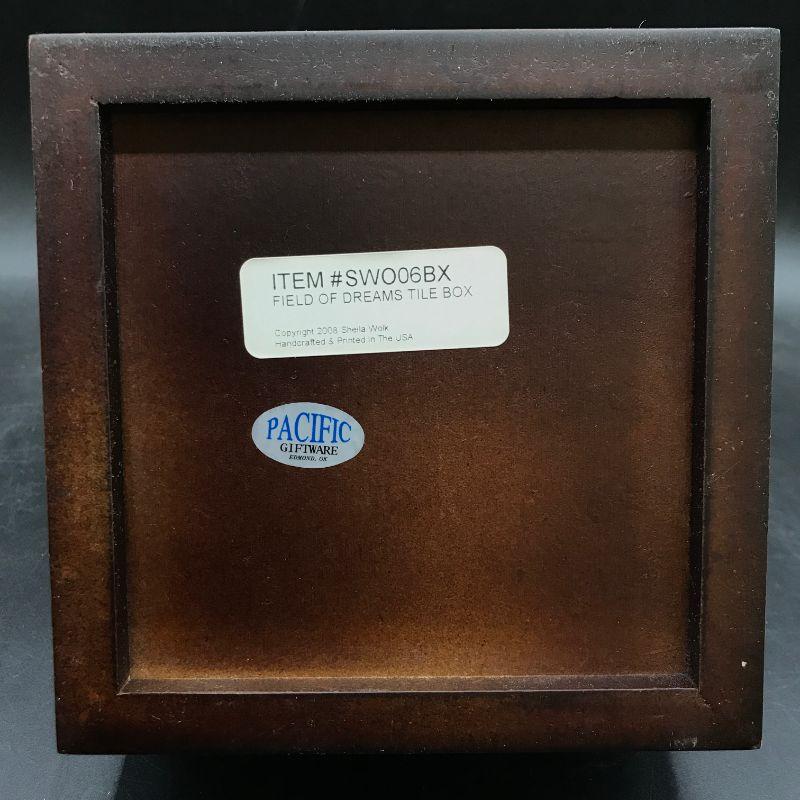 ITEM #SWO06BX
FIELD OF DREAMS TILE BOX
Copyright 2008 Sheila Wolk
Handcrafted & Printed in The USA
PACIFIC
GIFTWARE
EDMOND, OK